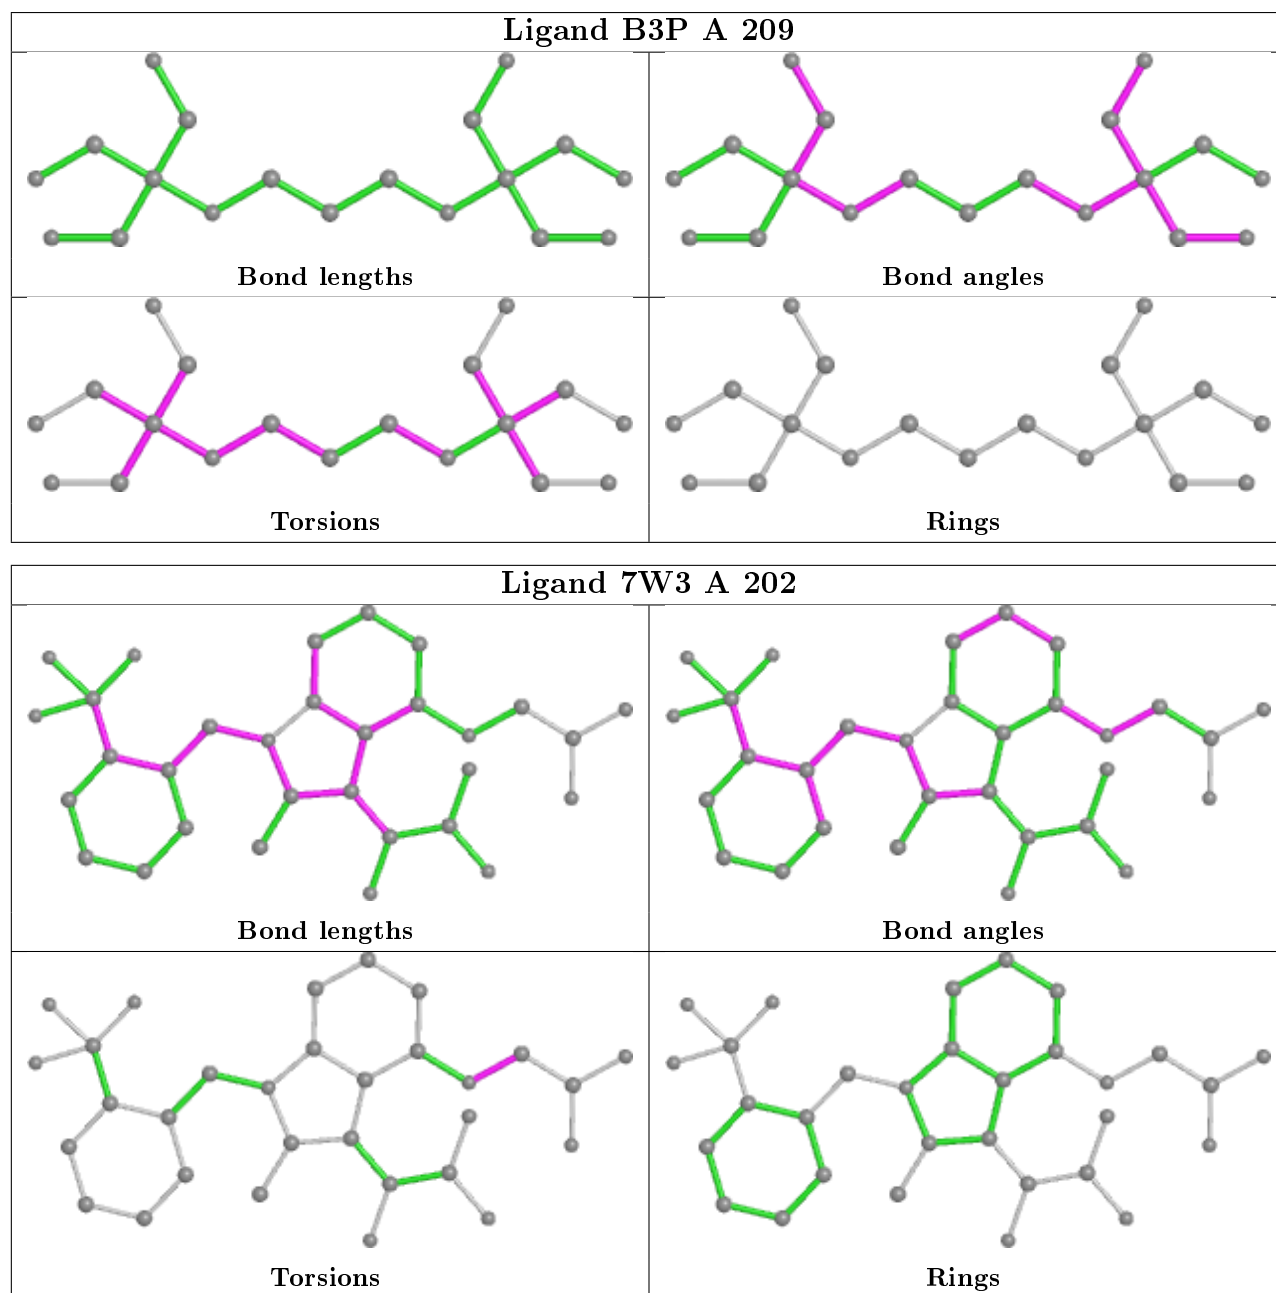 Ligand B3P A 209
Bond lengths
Bond angles
Torsions
Rings
Ligand 7W3 A 202
Bond lengths
Bond angles
Torsions
Rings